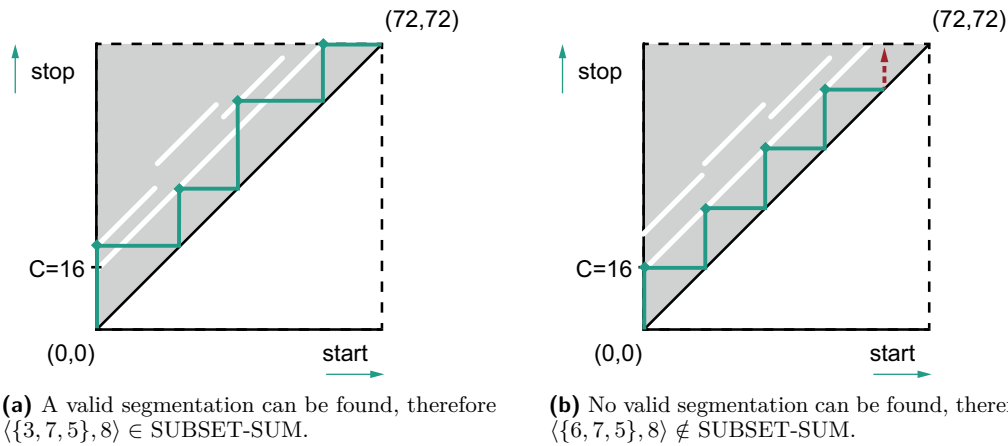 (72,72)
stop
C=16
(0,0)
start
(72,72)
stop
C=16
(0,0)
start
(a) A valid segmentation can be found, therefore
⟨{3, 7, 5}, 8⟩ ∈ SUBSET-SUM.
(b) No valid segmentation can be found, there
⟨{6, 7, 5}, 8⟩ ∉ SUBSET-SUM.